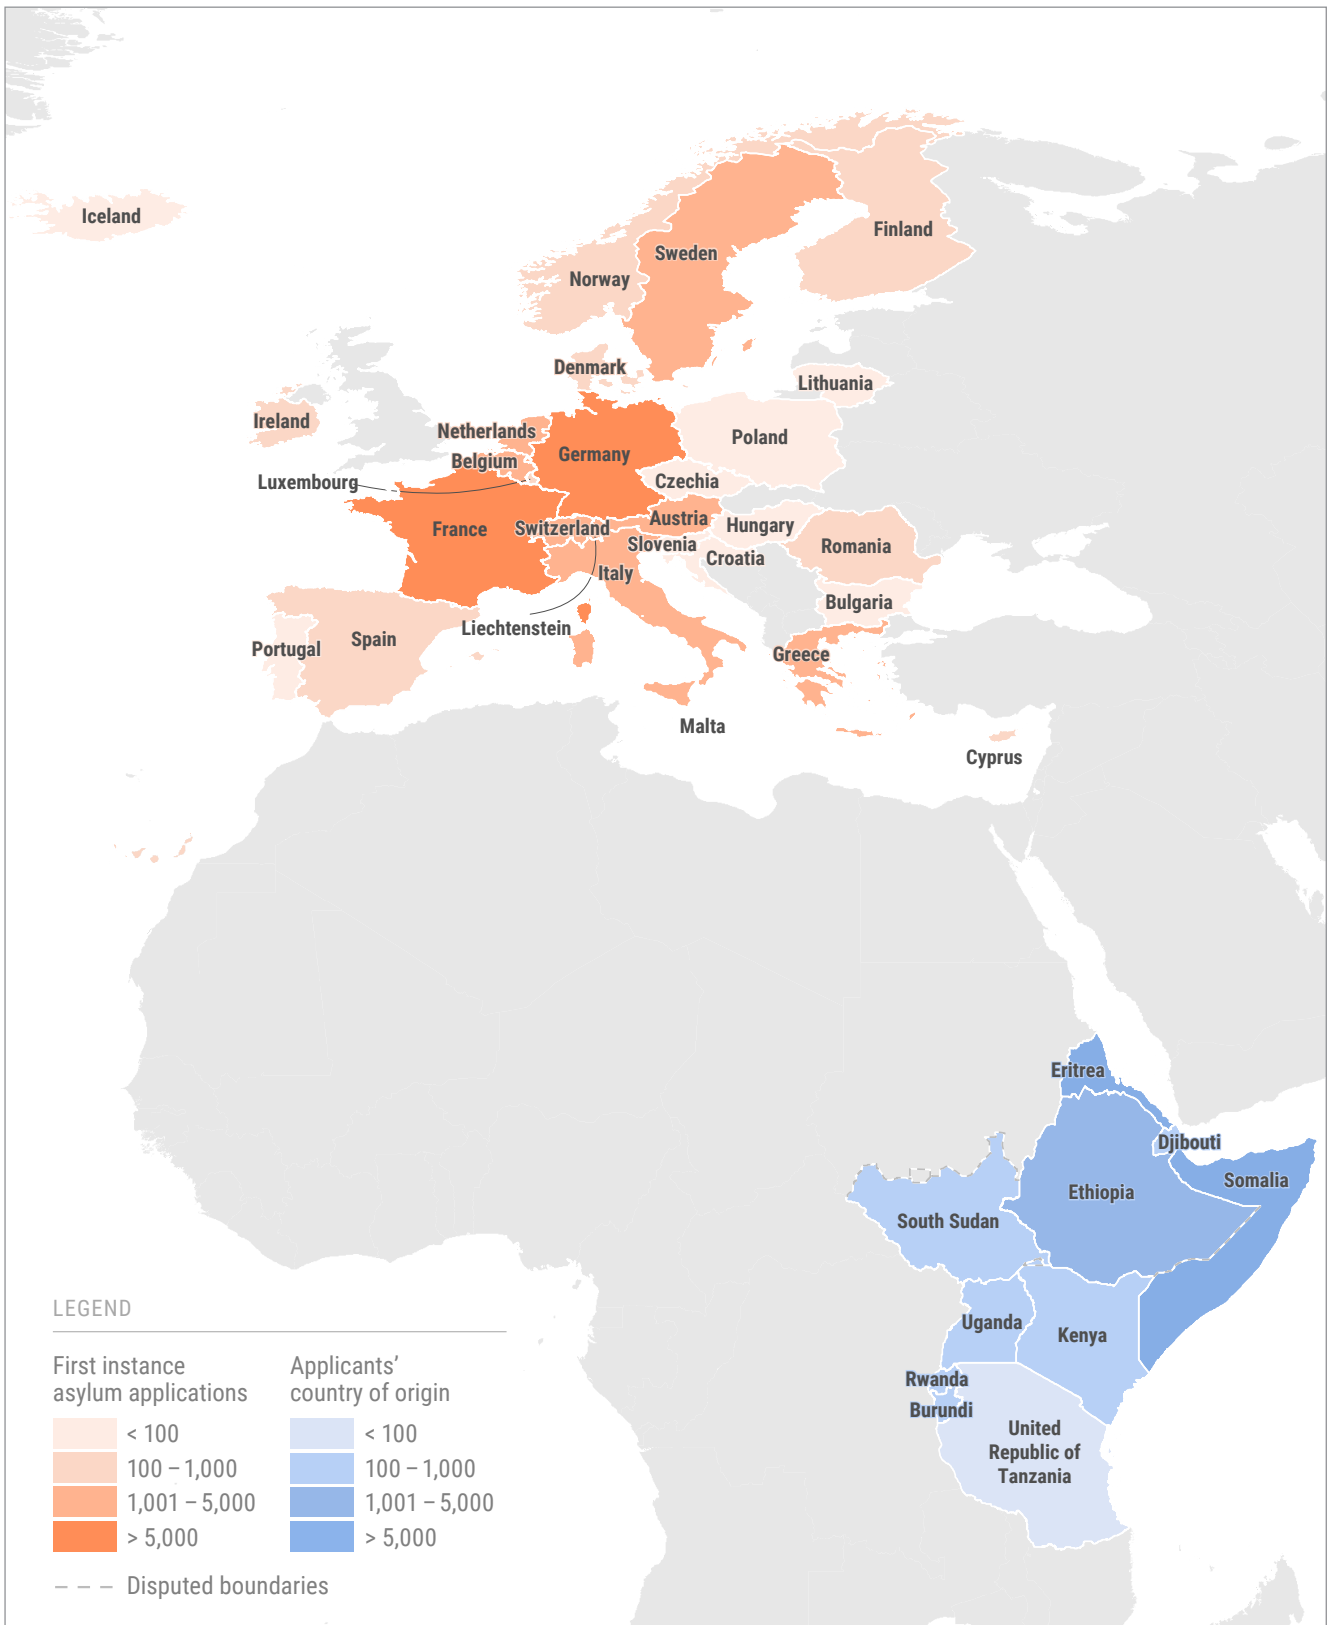 Iceland
Finland
Sweden
Norway
Denmark
Lithuania
Ireland
Netherlands
Poland
Germany
Belgium
Luxembourg
Czechia
Austria
France
Switzerland
Hungary
Slovenia
Romania
Croatia
Italy
Bulgaria
Liechtenstein
Spain
Portugal
Greece
Malta
Cyprus
Eritrea
Djibouti
Somalia
Ethiopia
South Sudan
Uganda
Kenya
Rwanda
Burundi
United
Republic of
Tanzania
LEGEND
First instance
asylum applications
< 100
100 – 1,000
1,001 – 5,000
> 5,000
Applicants’
country of origin
< 100
100 – 1,000
1,001 – 5,000
> 5,000
Disputed boundaries